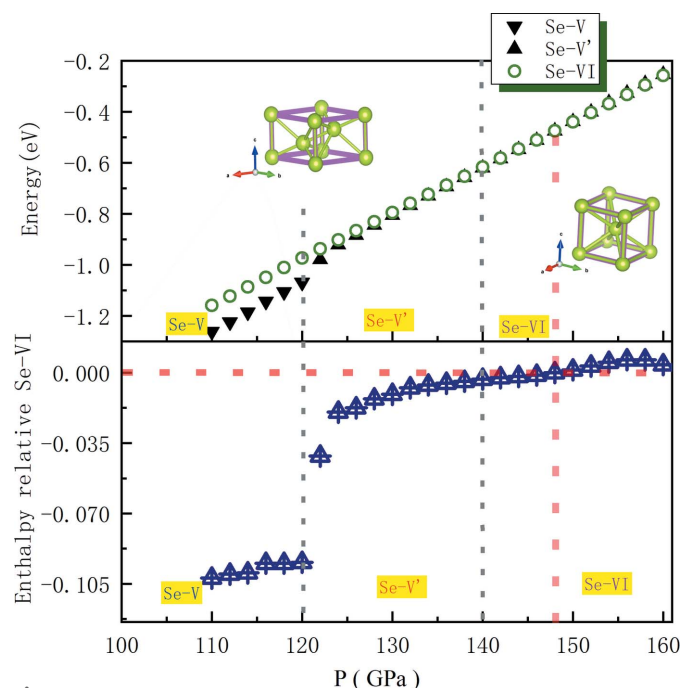 Se-V
Se-V'
Se-VI
-0.2
-0.4
-0.6
-0.8
-1.0
-1.2
Energy(eV)
c
a
b
c
a
b
Se-V
Se-V'
Se-VI
0.000
-0.035
-0.070
-0.105
Enthalpy relative Se-VI
Se-V
Se-V'
Se-VI
100 110 120 130 140 150 160
P ( GPa)